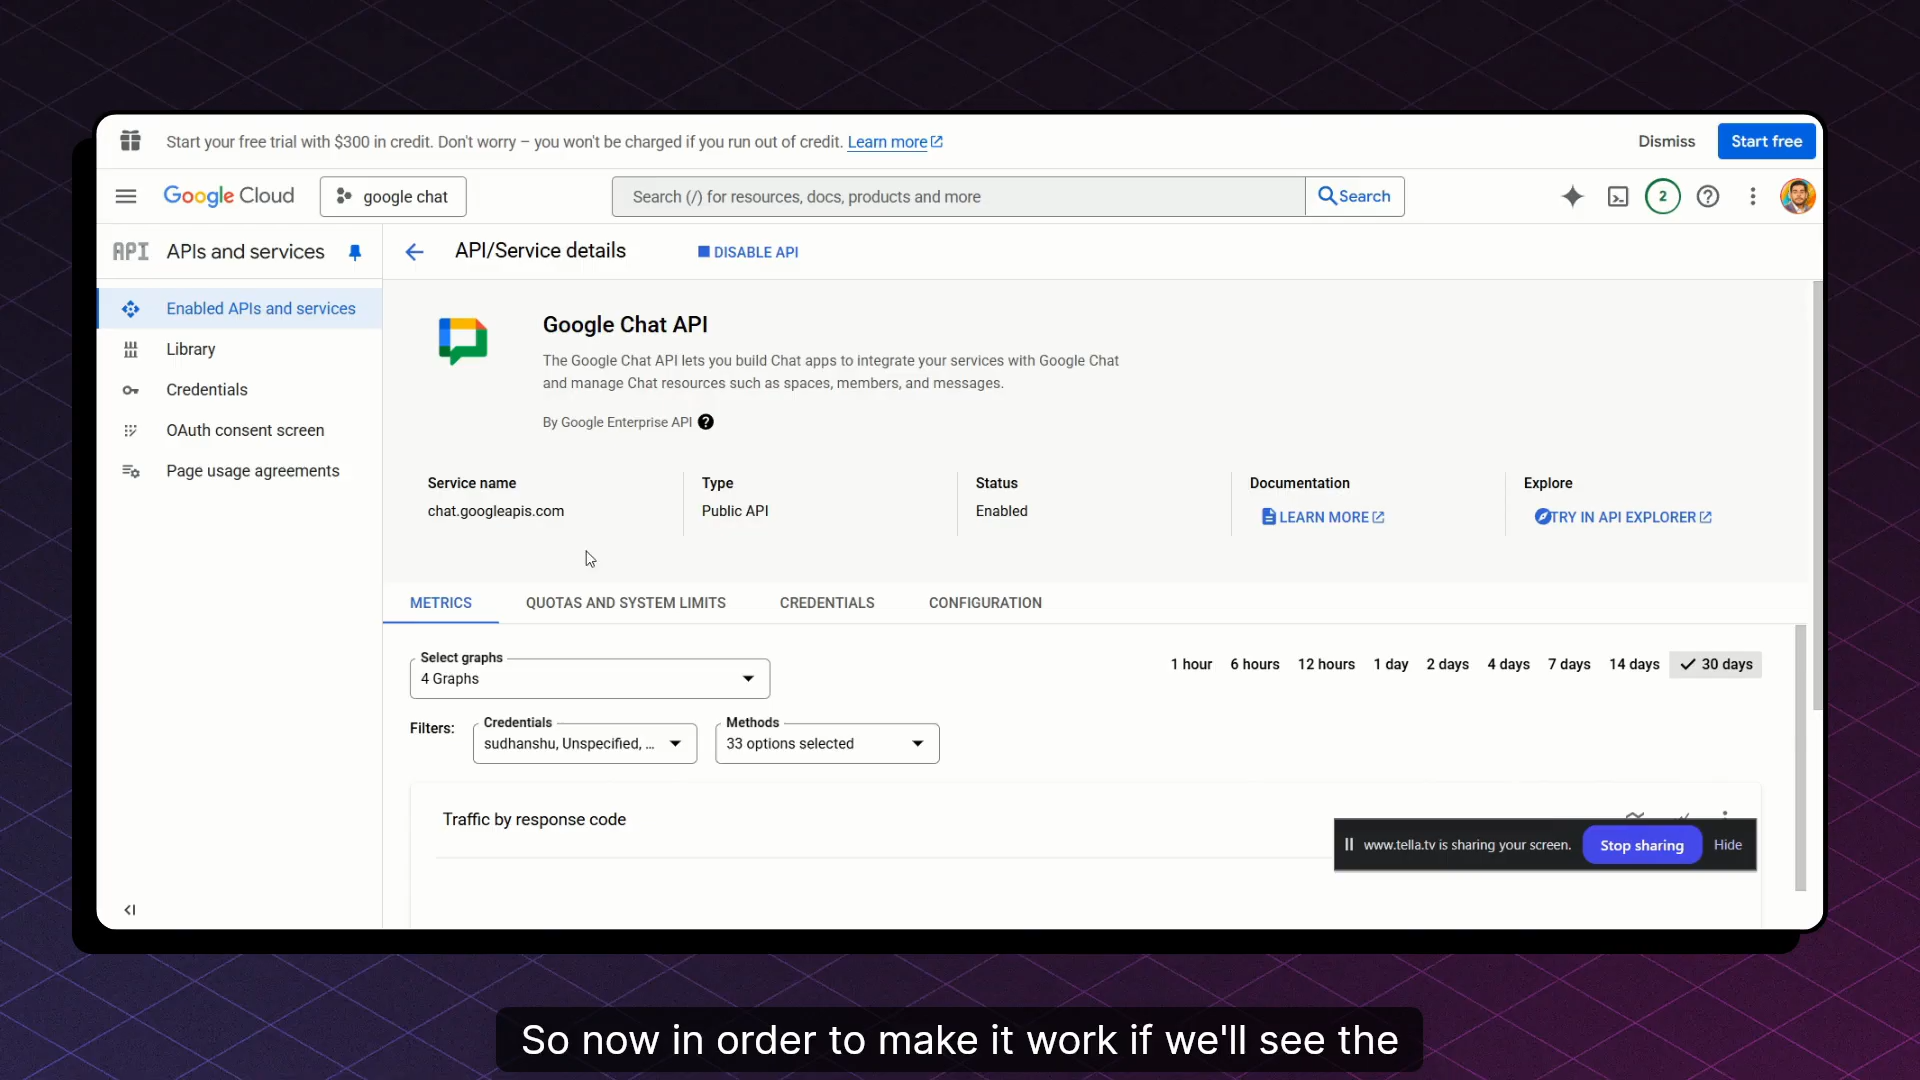 Start your free trial with $300 in credit. Don't worry – you won't be charged if you run out of credit. Learn more
Dismiss
Start free
Google Cloud
google chat
Search (/) for resources, docs, products and more
Search
2
API
APIs and services
API/Service details
DISABLE API
Enabled APIs and services
Library
Credentials
OAuth consent screen
Page usage agreements
Google Chat API
The Google Chat API lets you build Chat apps to integrate your services with Google Chat
and manage Chat resources such as spaces, members, and messages.
By Google Enterprise API
Service name
chat.googleapis.com
Type
Public API
Status
Enabled
Documentation
LEARN MORE
Explore
TRY IN API EXPLORER
METRICS
QUOTAS AND SYSTEM LIMITS
CREDENTIALS
CONFIGURATION
Select graphs
4 Graphs
1 hour
6 hours
12 hours
1 day
2 days
4 days
7 days
14 days
30 days
Filters:
Credentials
sudhanshu, Unspecified, ...
Methods
33 options selected
Traffic by response code
www.tella.tv is sharing your screen.
Stop sharing
Hide
So now in order to make it work if we'll see the